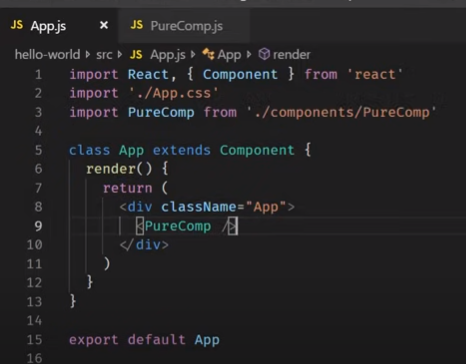 JS App.js × JS PureComp.js
hello-world › src › JS App.js › App › render
1 import React, { Component } from 'react'
2 import './App.css'
3 import PureComp from './components/PureComp'
4
5 class App extends Component {
6 render() {
7 return (
8 <div className="App">
9 <PureComp />
10 </div>
11 )
12 }
13 }
14
15 export default App
16